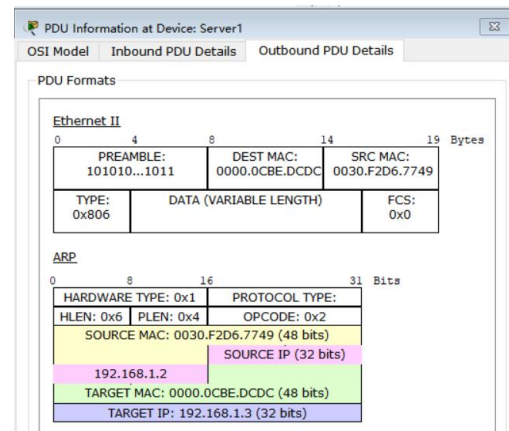 PDU Information at Device: Server1
OSI Model Inbound PDU Details Outbound PDU Details
PDU Formats
Ethernet II
0 4 8 14 19 Bytes
PREAMBLE: DEST MAC: SRC MAC:
101010...1011 0000.0CBE.DCDC 0030.F2D6.7749
TYPE: DATA (VARIABLE LENGTH) FCS:
0x806 0x0
ARP
0 8 16 31 Bits
HARDWARE TYPE: 0x1 PROTOCOL TYPE:
HLEN: 0x6 PLEN: 0x4 OPCODE: 0x2
SOURCE MAC: 0030.F2D6.7749 (48 bits)
SOURCE IP (32 bits)
192.168.1.2
TARGET MAC: 0000.0CBE.DCDC (48 bits)
TARGET IP: 192.168.1.3 (32 bits)